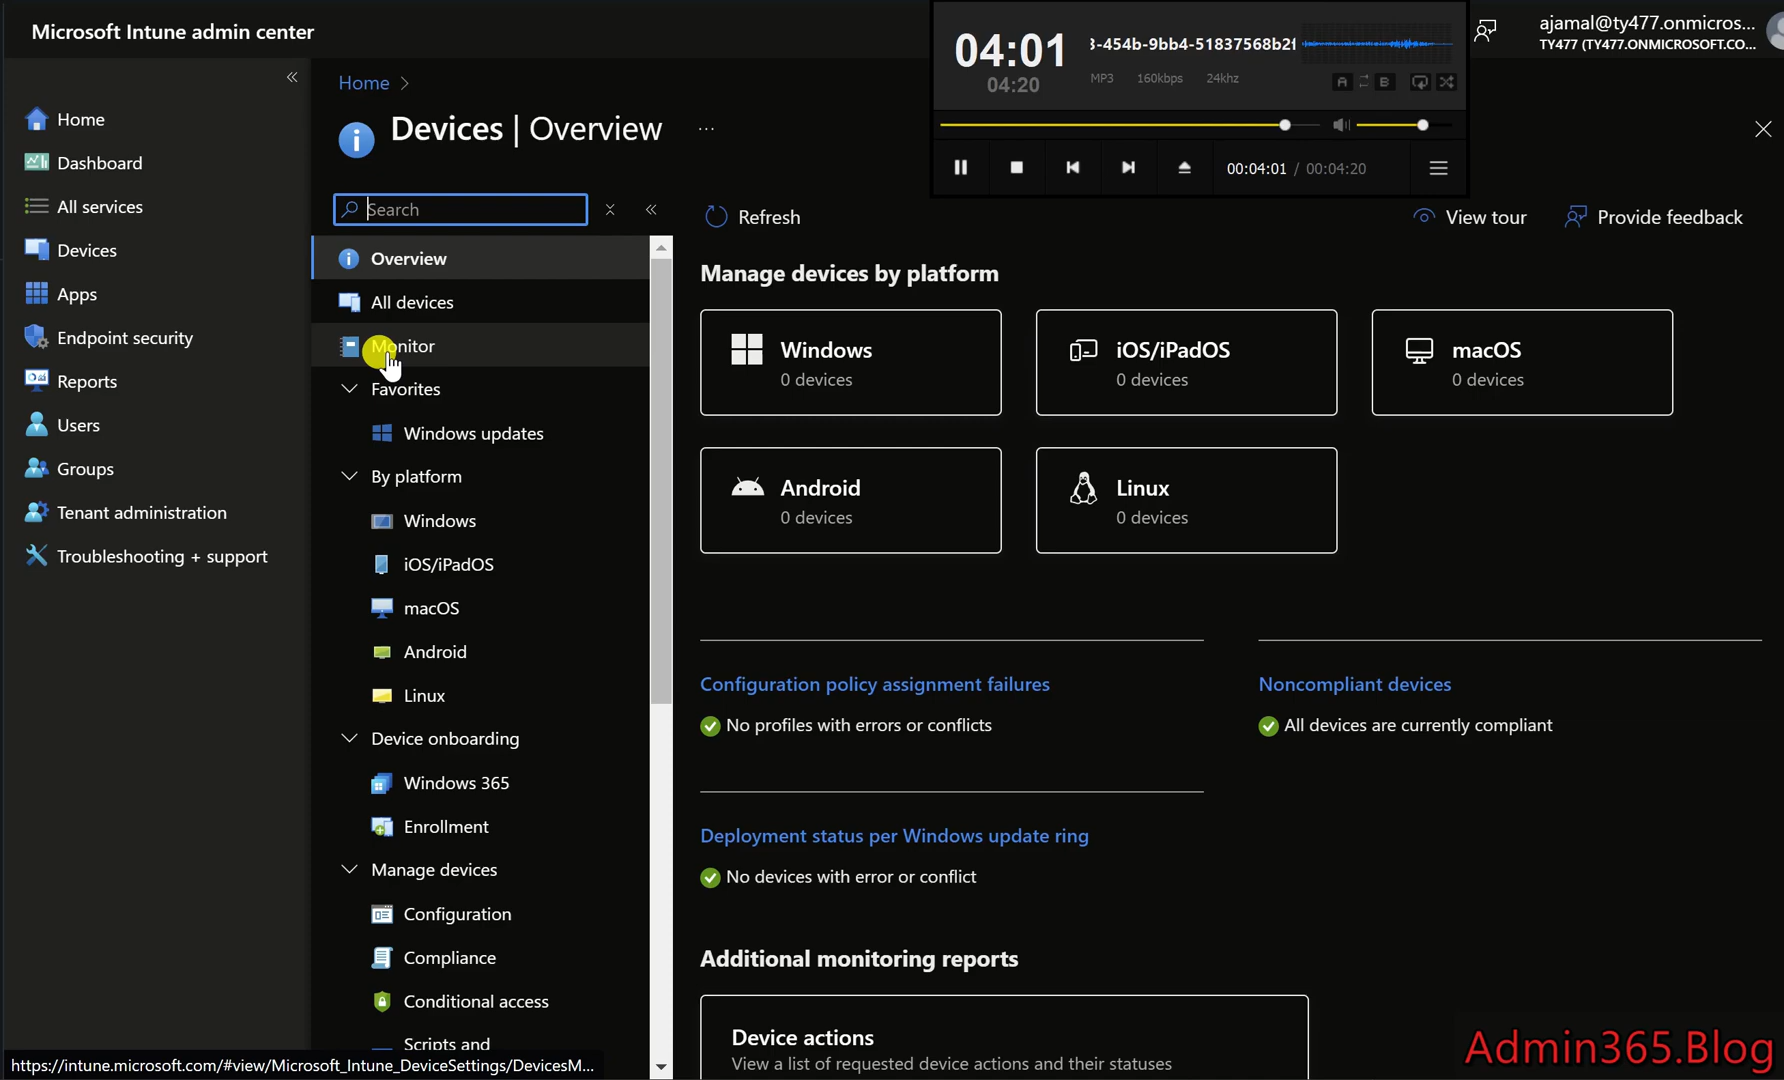 Microsoft Intune admin center
04:01
04:20
3-454b-9bb4-51837568b2f
MP3 160kbps 24khz
A B
00:04:01 / 00:04:20
ajamal@ty477.onmicros...
TY477 (TY477.ONMICROSOFT.CO...
«
Home
Dashboard
All services
Devices
Apps
Endpoint security
Reports
Users
Groups
Tenant administration
Troubleshooting + support
Home >
Devices | Overview ...
Search
«
Overview
All devices
Monitor
Favorites
Windows updates
By platform
Windows
iOS/iPadOS
macOS
Android
Linux
Device onboarding
Windows 365
Enrollment
Manage devices
Configuration
Compliance
Conditional access
Scripts and
Refresh
View tour
Provide feedback
Manage devices by platform
Windows
0 devices
iOS/iPadOS
0 devices
macOS
0 devices
Android
0 devices
Linux
0 devices
Configuration policy assignment failures
No profiles with errors or conflicts
Noncompliant devices
All devices are currently compliant
Deployment status per Windows update ring
No devices with error or conflict
Additional monitoring reports
Device actions
View a list of requested device actions and their statuses
https://intune.microsoft.com/#view/Microsoft_Intune_DeviceSettings/DevicesM...
Admin365.Blog